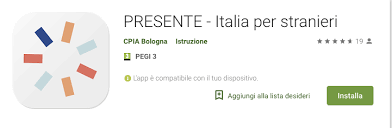 PRESENTE - Italia per stranieri
CPIA Bologna Istruzione 19
PEGI 3
L'app è compatibile con il tuo dispositivo.
Aggiungi alla lista desideri Installa